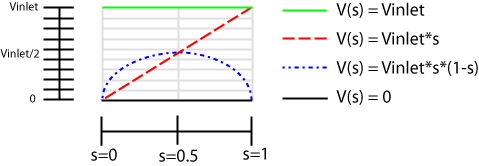 Vinlet
Vinlet/2
0
s=0
s=0.5
s=1
V(s) = Vinlet
V(s) = Vinlet*s
V(s) = Vinlet*s*(1-s)
V(s) = 0